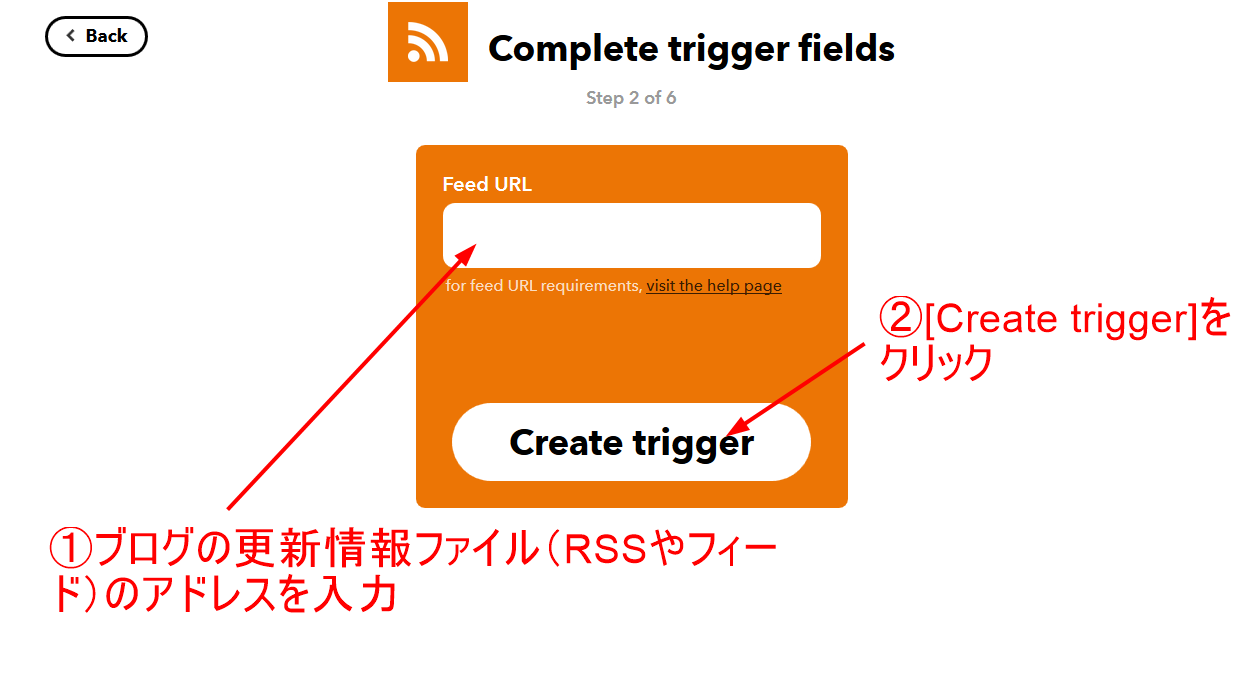 Back
Complete trigger fields
Step 2 of 6
Feed URL
for feed URL requirements, visit the help page
②[Create trigger]を
クリック
Create trigger
①ブログの更新情報ファイル（RSSやフィー
ド）のアドレスを入力